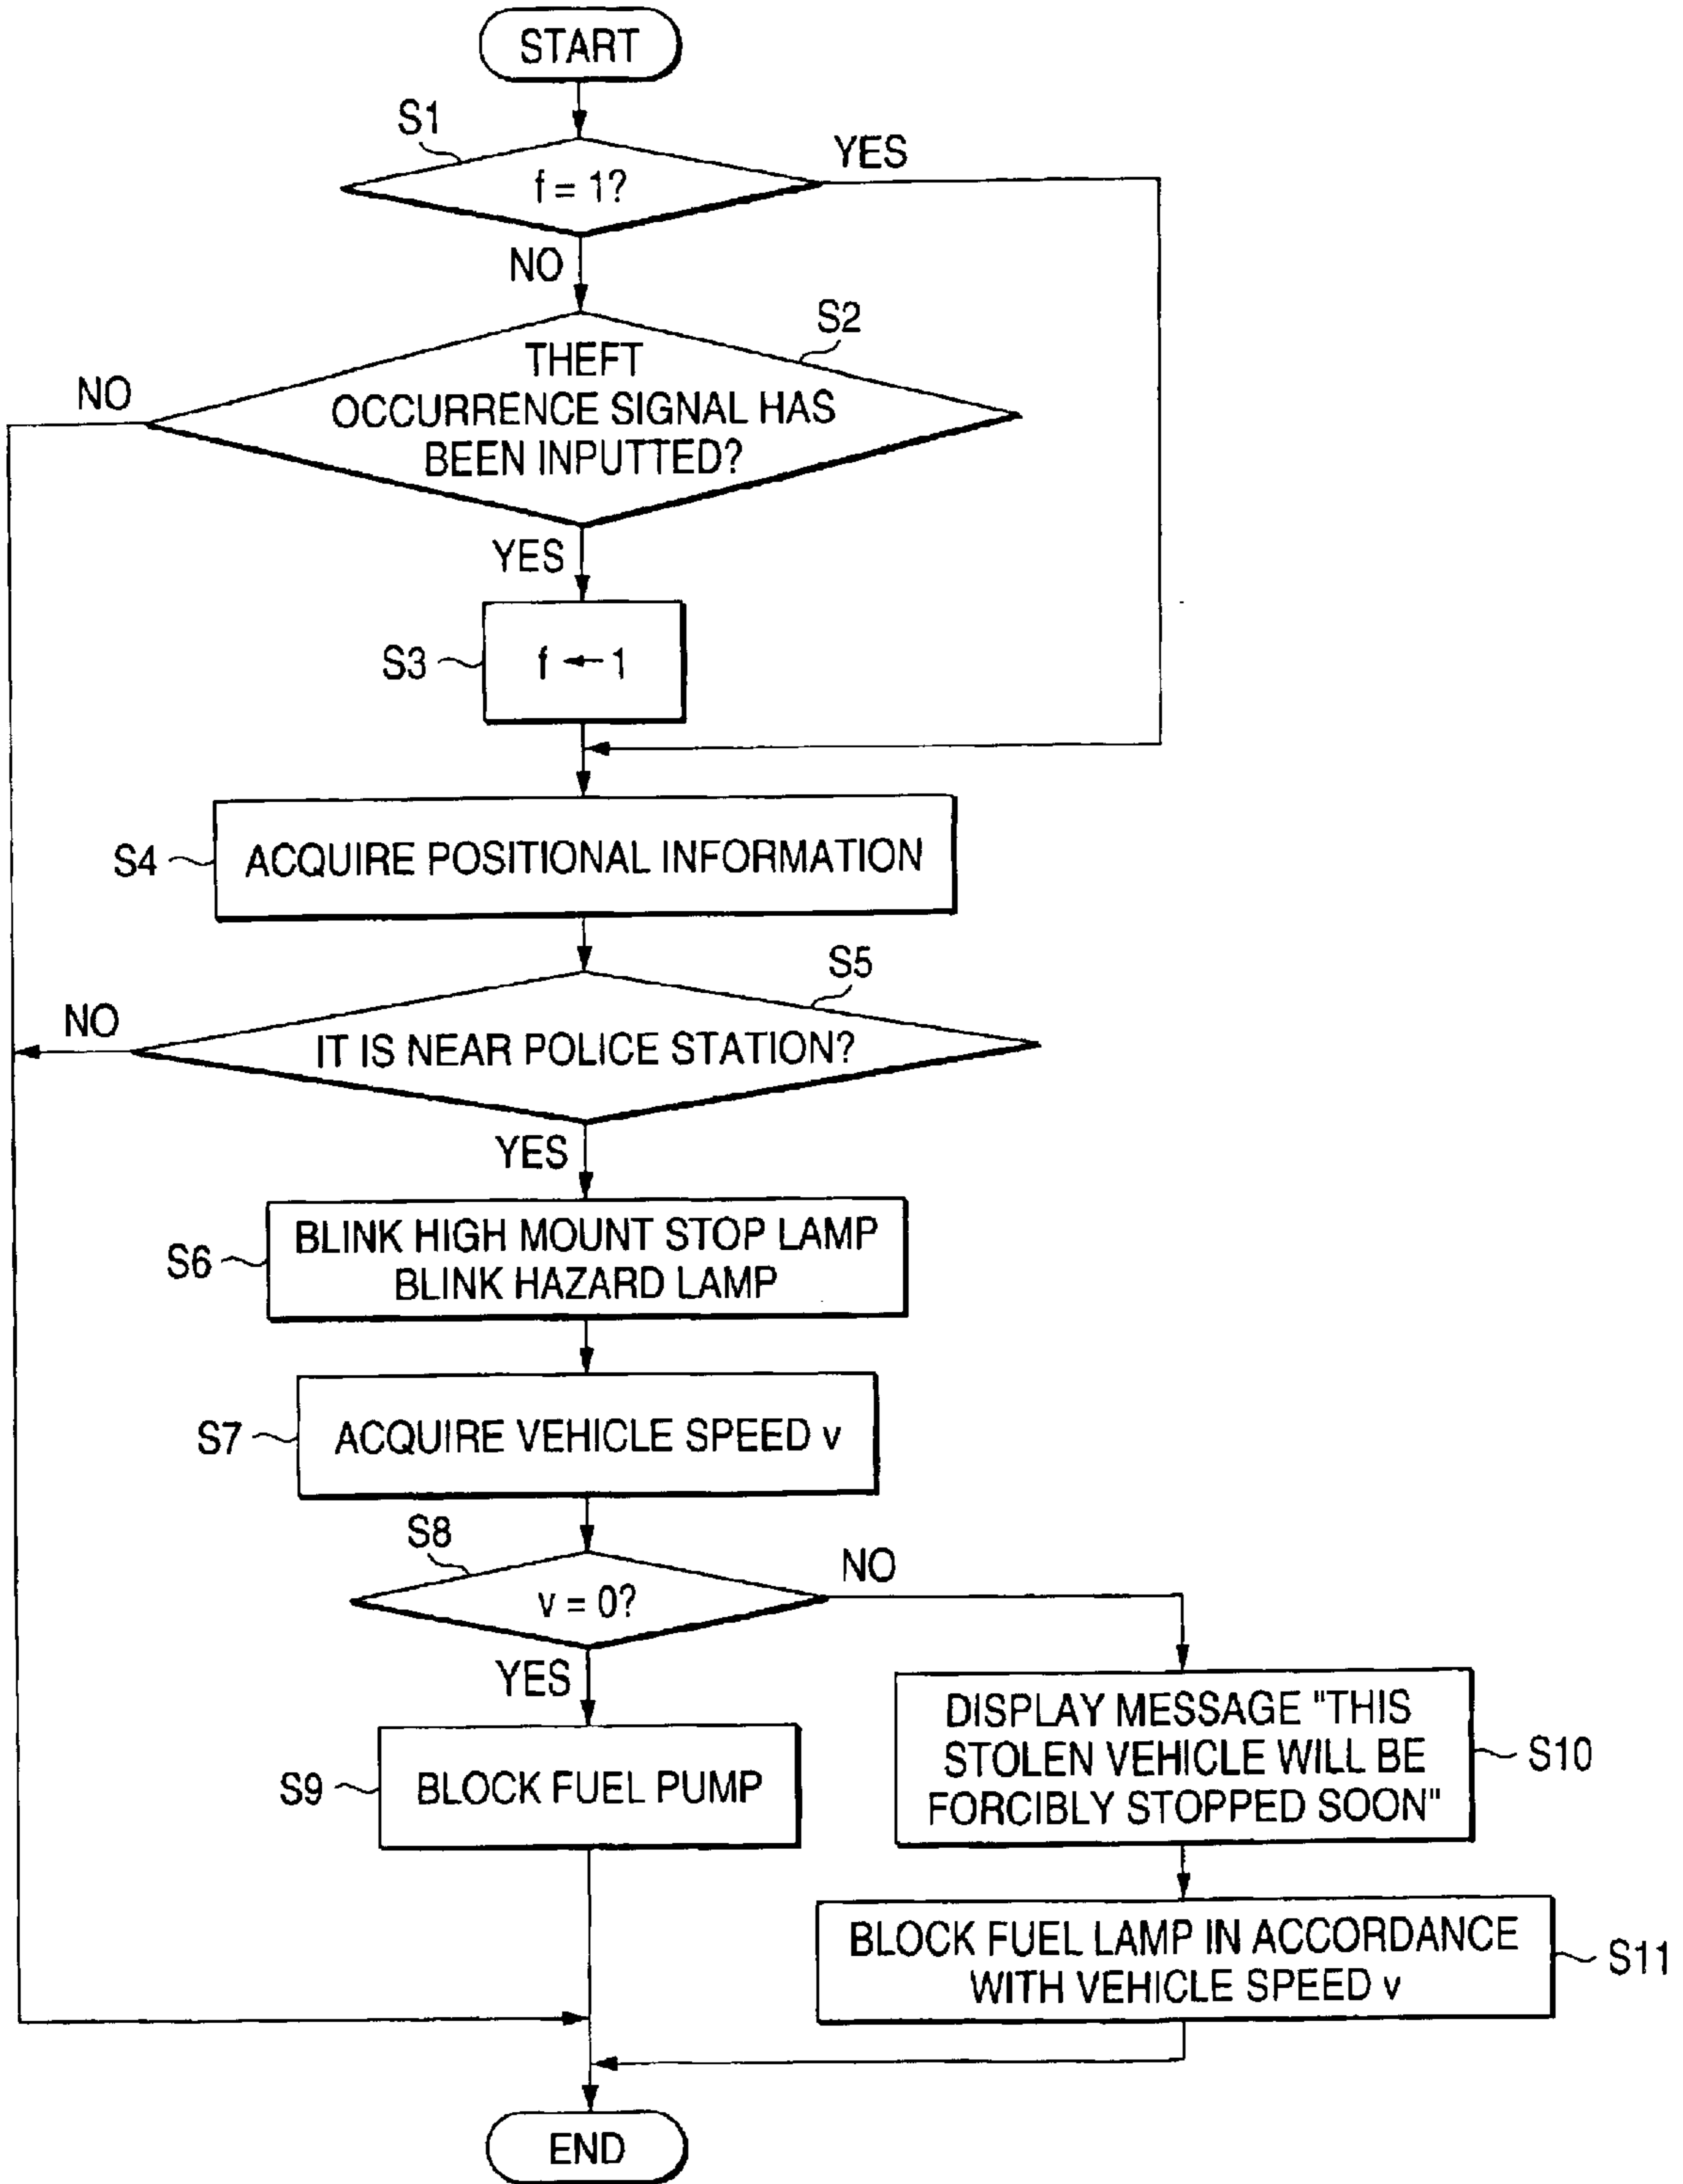 START
S1
f = 1?
YES
NO
S2
THEFT
OCCURRENCE SIGNAL HAS
BEEN INPUTTED?
NO
YES
S3
f ← 1
S4
ACQUIRE POSITIONAL INFORMATION
S5
IT IS NEAR POLICE STATION?
NO
YES
S6
BLINK HIGH MOUNT STOP LAMP
BLINK HAZARD LAMP
S7
ACQUIRE VEHICLE SPEED v
S8
v = 0?
NO
YES
S9
BLOCK FUEL PUMP
DISPLAY MESSAGE "THIS
STOLEN VEHICLE WILL BE
FORCIBLY STOPPED SOON"
S10
BLOCK FUEL LAMP IN ACCORDANCE
WITH VEHICLE SPEED v
S11
END